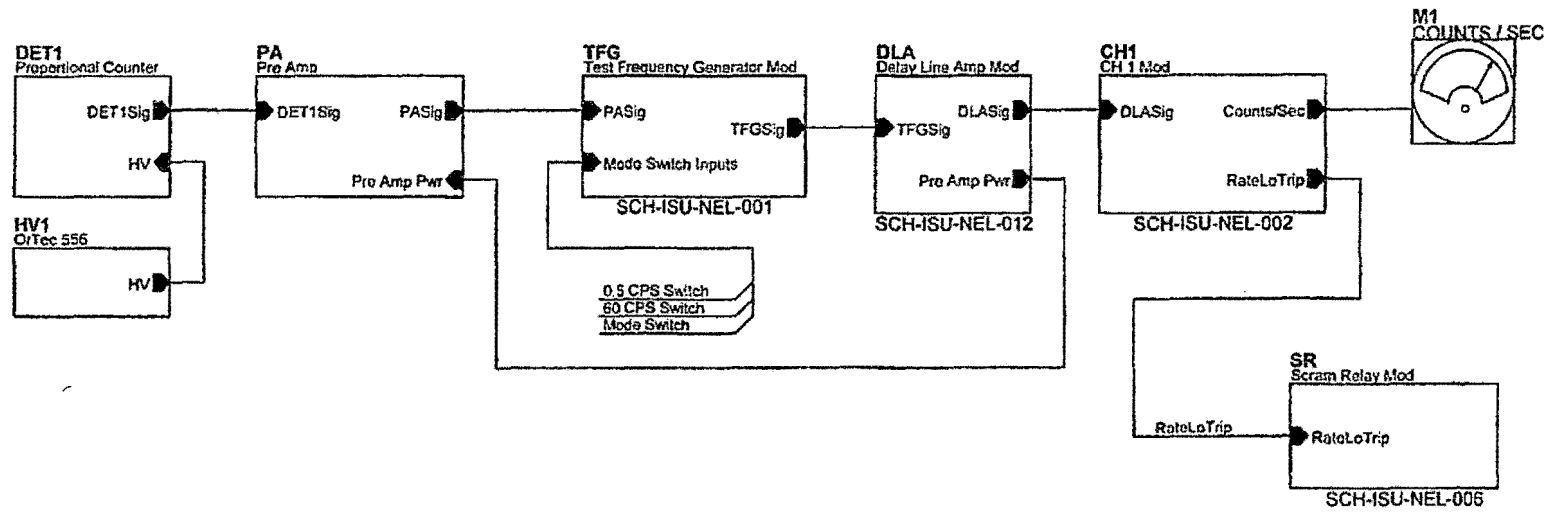 DET1
Proportional Counter
DET1Sig
HV
HV1
OrTec 556
HV
PA
Pre Amp
DET1Sig
PASig
Pre Amp Pwr
TFG
Test Frequency Generator Mod
PASig
TFGSig
Mode Switch Inputs
SCH-ISU-NEL-001
0.5 CPS Switch
60 CPS Switch
Mode Switch
DLA
Delay Line Amp Mod
DLASig
TFGSig
Pre Amp Pwr
SCH-ISU-NEL-012
CH1
CH 1 Mod
DLASig
Counts/Sec
RateLoTrip
SCH-ISU-NEL-002
M1
COUNTS / SEC
SR
Scram Relay Mod
RateLoTrip
RateLoTrip
SCH-ISU-NEL-006